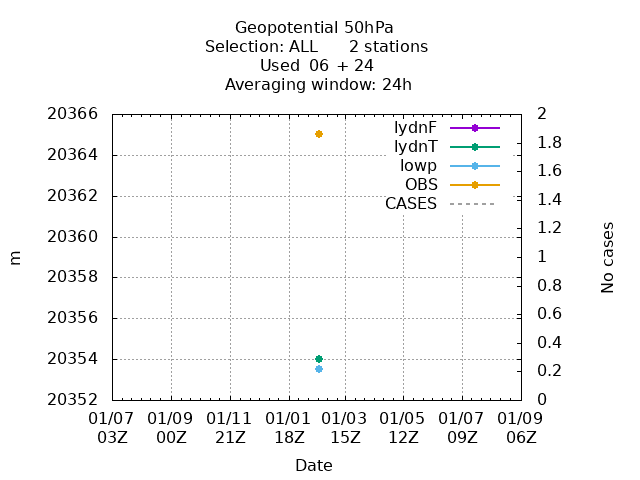 Geopotential 50hPa
Selection: ALL 2 stations
Used 06 + 24
Averaging window: 24h
20366
20364
20362
20360
20358
20356
20354
20352
m
2
1.8
1.6
1.4
1.2
1
0.8
0.6
0.4
0.2
0
No cases
lydnF
lydnT
lowp
OBS
CASES
01/07 01/09 01/11 01/01 01/03 01/05 01/07 01/09
03Z 00Z 21Z 18Z 15Z 12Z 09Z 06Z
Date